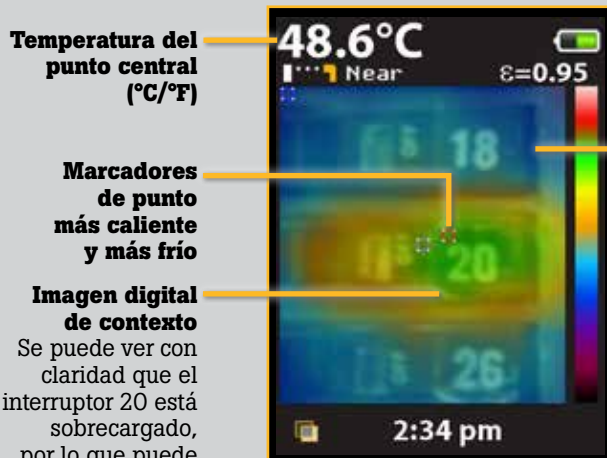 Temperatura del
punto central
(°C/°F)
Marcadores
de punto
más caliente
y más frío
Imagen digital
de contexto
Se puede ver con
claridad que el
interruptor 20 está
sobrecargado,
por lo que puede
48.6°C
Near
ε=0.95
18
20
26
2:34 pm